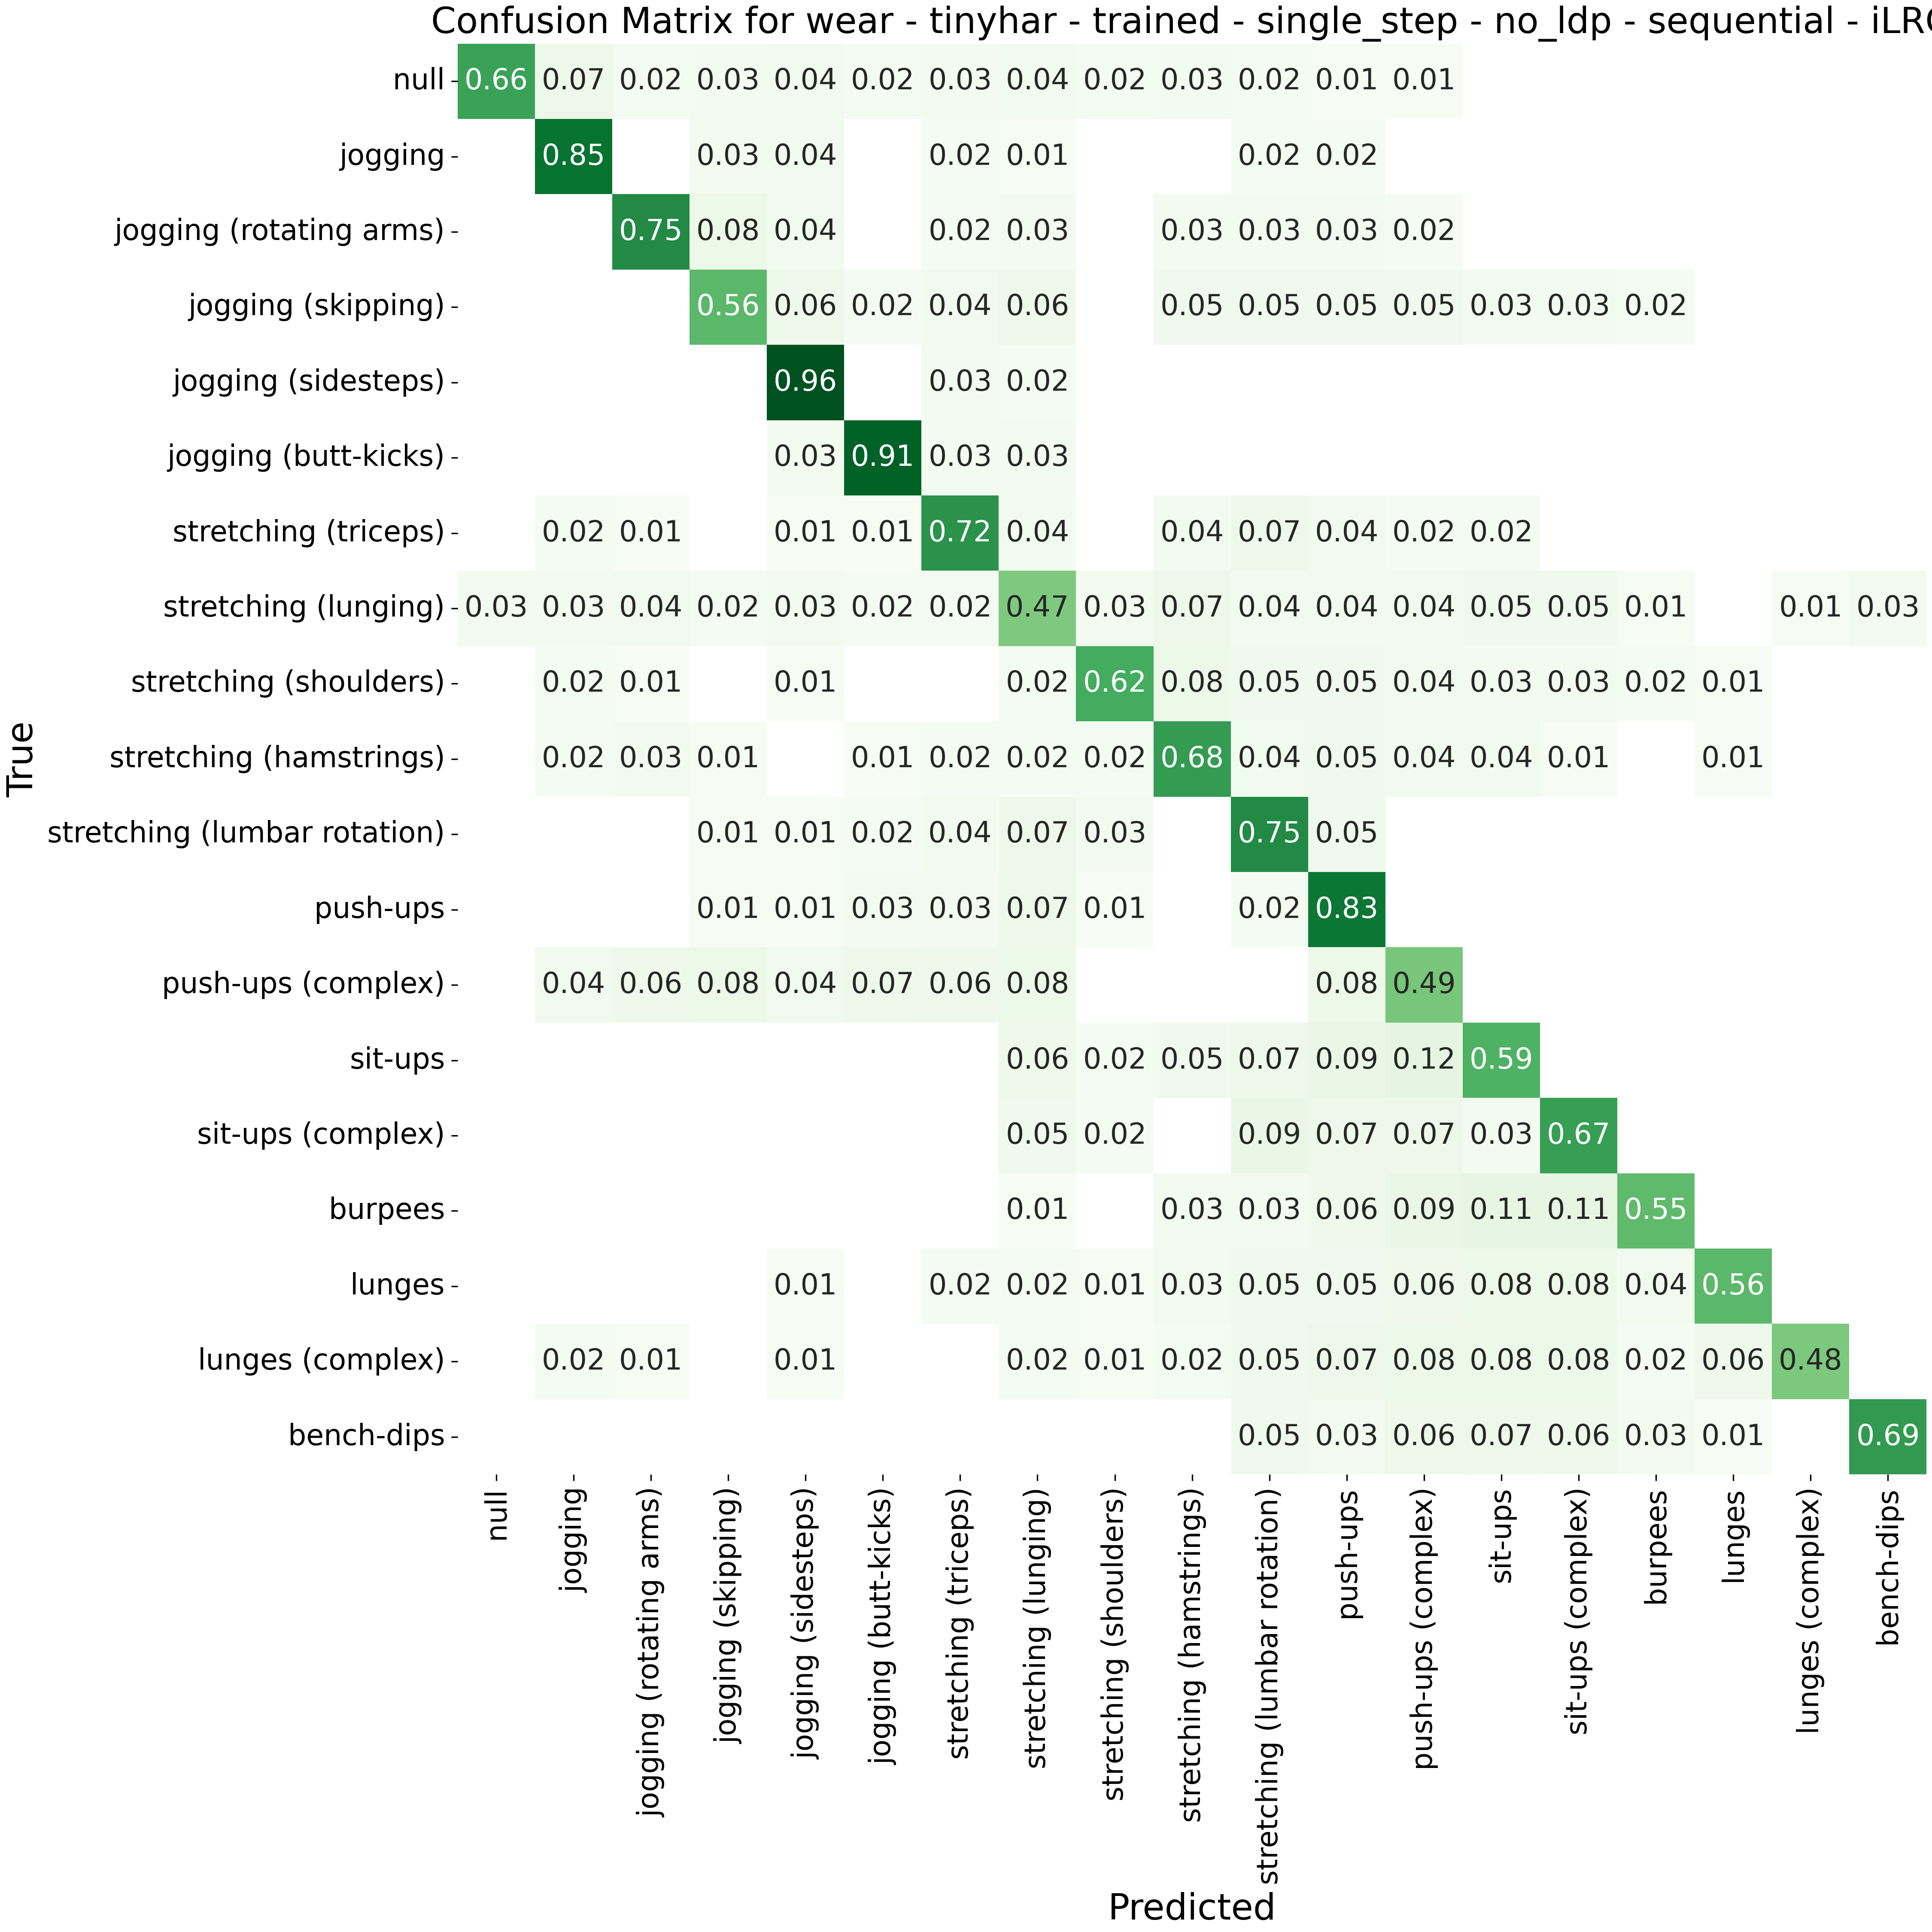 Confusion Matrix for wear - tinyhar - trained - single_step - no_ldp - sequential - iLRG
null 0.66 0.07 0.02 0.03 0.04 0.02 0.03 0.04 0.02 0.03 0.02 0.01 0.01
jogging 0.85 0.03 0.04 0.02 0.01 0.02 0.02
jogging (rotating arms) 0.75 0.08 0.04 0.02 0.03 0.03 0.03 0.03 0.02
jogging (skipping) 0.56 0.06 0.02 0.04 0.06 0.05 0.05 0.05 0.05 0.03 0.03 0.02
jogging (sidesteps) 0.96 0.03 0.02
jogging (butt-kicks) 0.03 0.91 0.03 0.03
stretching (triceps) 0.02 0.01 0.01 0.01 0.72 0.04 0.04 0.07 0.04 0.02 0.02
stretching (lunging) 0.03 0.03 0.04 0.02 0.03 0.02 0.02 0.47 0.03 0.07 0.04 0.04 0.04 0.05 0.05 0.01 0.01 0.03
stretching (shoulders) 0.02 0.01 0.01 0.02 0.62 0.08 0.05 0.05 0.04 0.03 0.03 0.02 0.01
stretching (hamstrings) 0.02 0.03 0.01 0.01 0.02 0.02 0.02 0.68 0.04 0.05 0.04 0.04 0.01 0.01
stretching (lumbar rotation) 0.01 0.01 0.02 0.04 0.07 0.03 0.75 0.05
push-ups 0.01 0.01 0.03 0.03 0.07 0.01 0.02 0.83
push-ups (complex) 0.04 0.06 0.08 0.04 0.07 0.06 0.08 0.08 0.49
sit-ups 0.06 0.02 0.05 0.07 0.09 0.12 0.59
sit-ups (complex) 0.05 0.02 0.09 0.07 0.07 0.03 0.67
burpees 0.01 0.03 0.03 0.06 0.09 0.11 0.11 0.55
lunges 0.01 0.02 0.02 0.01 0.03 0.05 0.05 0.06 0.08 0.08 0.04 0.56
lunges (complex) 0.02 0.01 0.01 0.02 0.01 0.02 0.05 0.07 0.08 0.08 0.08 0.02 0.06 0.48
bench-dips 0.05 0.03 0.06 0.07 0.06 0.03 0.01 0.69
True
null
jogging
jogging (rotating arms)
jogging (skipping)
jogging (sidesteps)
jogging (butt-kicks)
stretching (triceps)
stretching (lunging)
stretching (shoulders)
stretching (hamstrings)
stretching (lumbar rotation)
push-ups
push-ups (complex)
sit-ups
sit-ups (complex)
burpees
lunges
lunges (complex)
bench-dips
Predicted